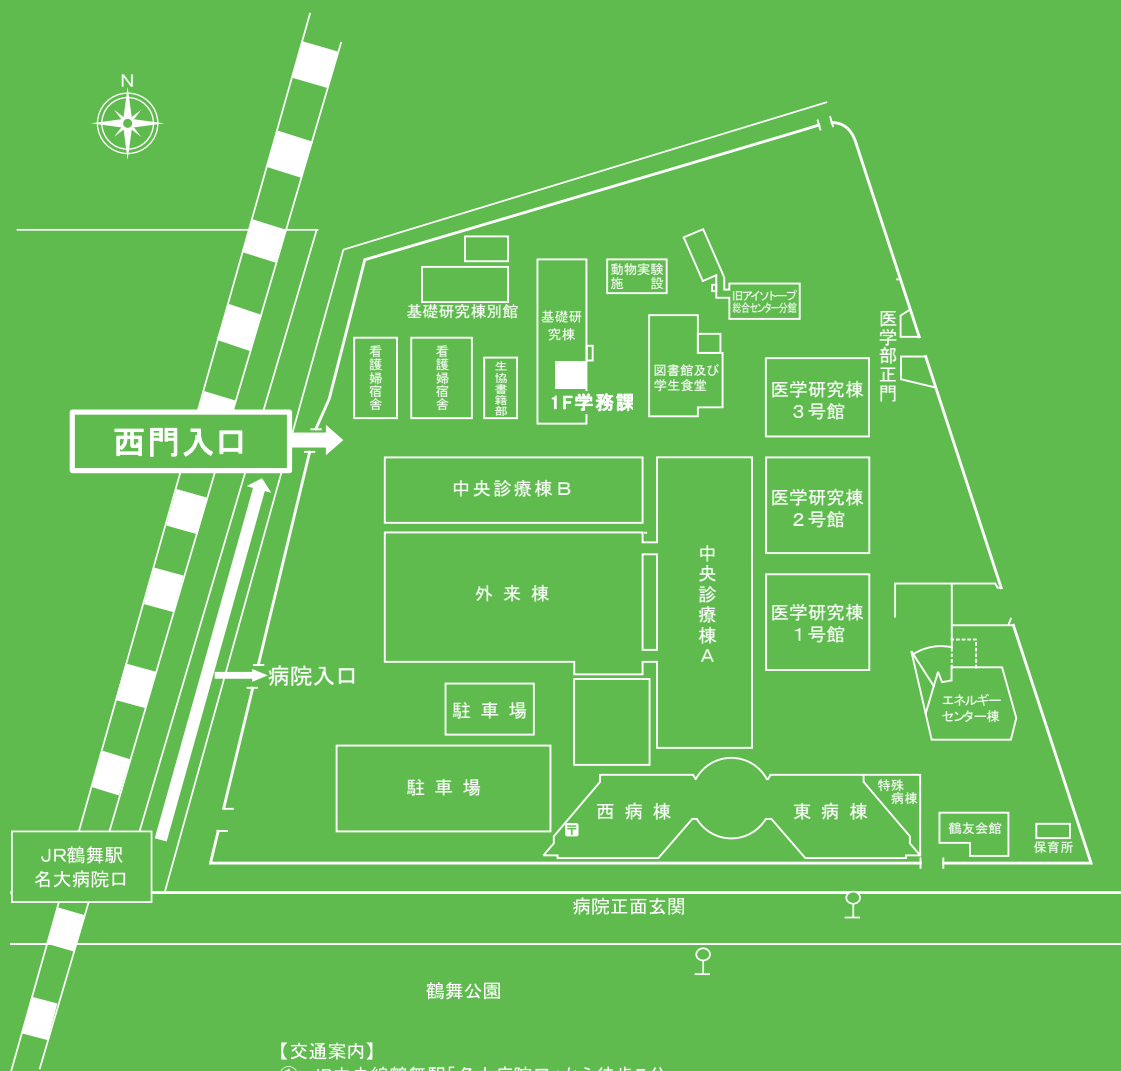 N
動物実験
施設
旧アイソトープ
総合センター分館
基礎研究棟別館
基礎研
究棟
医学部正門
看護婦宿舎
看護婦宿舎
生協書籍部
図書館及び
学生食堂
医学研究棟
3号館
1F学務課
西門入口
中央診療棟B
医学研究棟
2号館
中央診療棟A
外来棟
医学研究棟
1号館
病院入口
エネルギー
センター棟
駐車場
駐車場
特殊
病棟
西病棟
東病棟
〒
鶴友会館
保育所
JR鶴舞駅
名大病院口
病院正面玄関
鶴舞公園
【交通案内】